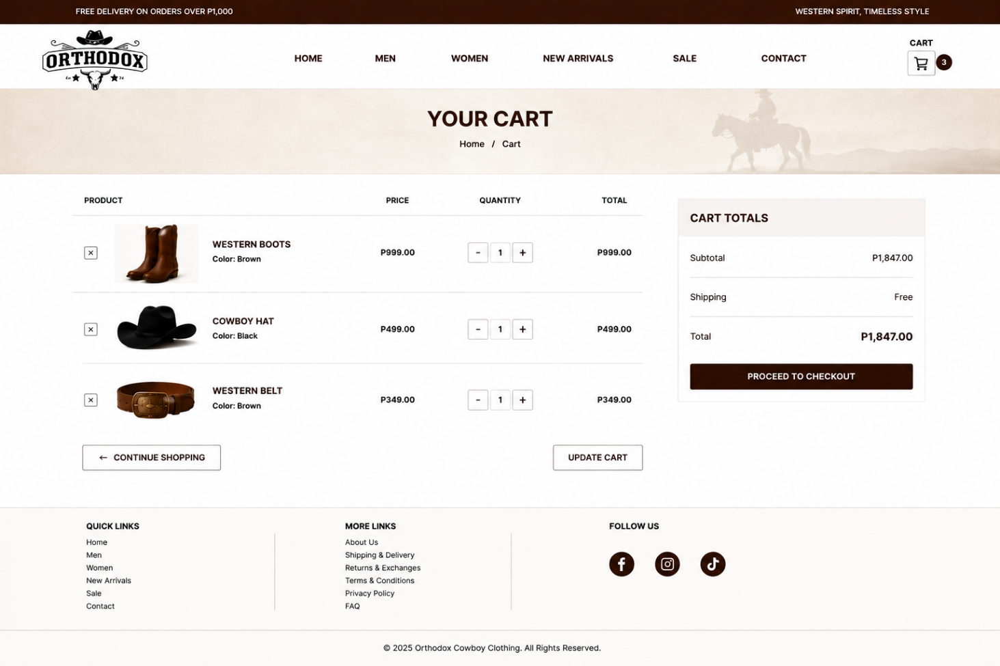 FREE DELIVERY ON ORDERS OVER P1,000
WESTERN SPIRIT, TIMELESS STYLE
ORTHODOX
HOME
MEN
WOMEN
NEW ARRIVALS
SALE
CONTACT
CART
3
YOUR CART
Home / Cart
PRODUCT PRICE QUANTITY TOTAL
WESTERN BOOTS
Color: Brown
P999.00 - 1 + P999.00
COWBOY HAT
Color: Black
P499.00 - 1 + P499.00
WESTERN BELT
Color: Brown
P349.00 - 1 + P349.00
← CONTINUE SHOPPING
UPDATE CART
CART TOTALS
Subtotal P1,847.00
Shipping Free
Total P1,847.00
PROCEED TO CHECKOUT
QUICK LINKS
Home
Men
Women
New Arrivals
Sale
Contact
MORE LINKS
About Us
Shipping & Delivery
Returns & Exchanges
Terms & Conditions
Privacy Policy
FAQ
FOLLOW US
© 2025 Orthodox Cowboy Clothing. All Rights Reserved.